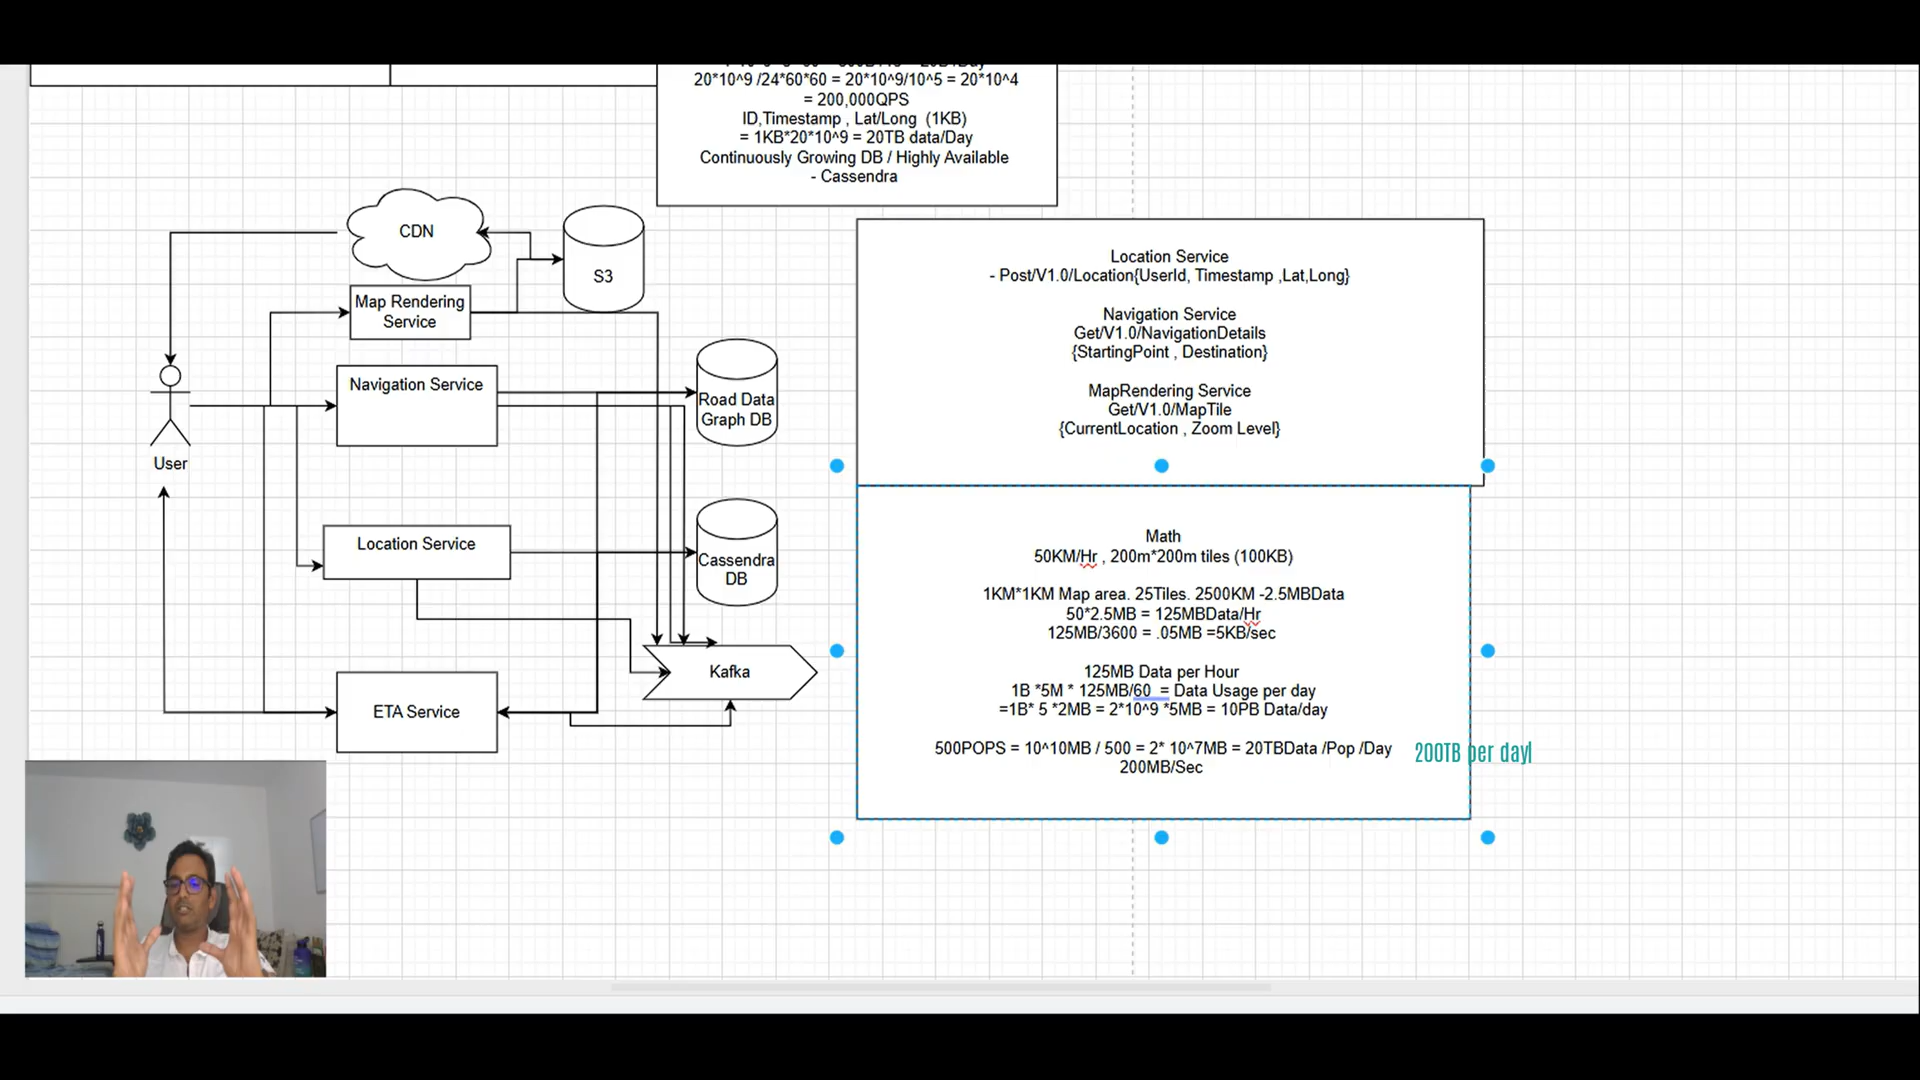 20*10^9 /24*60*60 = 20*10^9/10^5 = 20*10^4
= 200,000QPS
ID,Timestamp , Lat/Long (1KB)
= 1KB*20*10^9 = 20TB data/Day
Continuously Growing DB / Highly Available
- Cassendra
CDN
S3
Map Rendering
Service
Navigation Service
Road Data
Graph DB
User
Location Service
Cassendra
DB
Kafka
ETA Service
Location Service
- Post/V1.0/Location{UserId, Timestamp ,Lat,Long}
Navigation Service
Get/V1.0/NavigationDetails
{StartingPoint , Destination}
MapRendering Service
Get/V1.0/MapTile
{CurrentLocation , Zoom Level}
Math
50KM/Hr , 200m*200m tiles (100KB)
1KM*1KM Map area. 25Tiles. 2500KM -2.5MBData
50*2.5MB = 125MBData/Hr
125MB/3600 = .05MB =5KB/sec
125MB Data per Hour
1B *5M * 125MB/60 = Data Usage per day
=1B* 5 *2MB = 2*10^9 *5MB = 10PB Data/day
500POPS = 10^10MB / 500 = 2* 10^7MB = 20TBData /Pop /Day
200MB/Sec
200TB per day